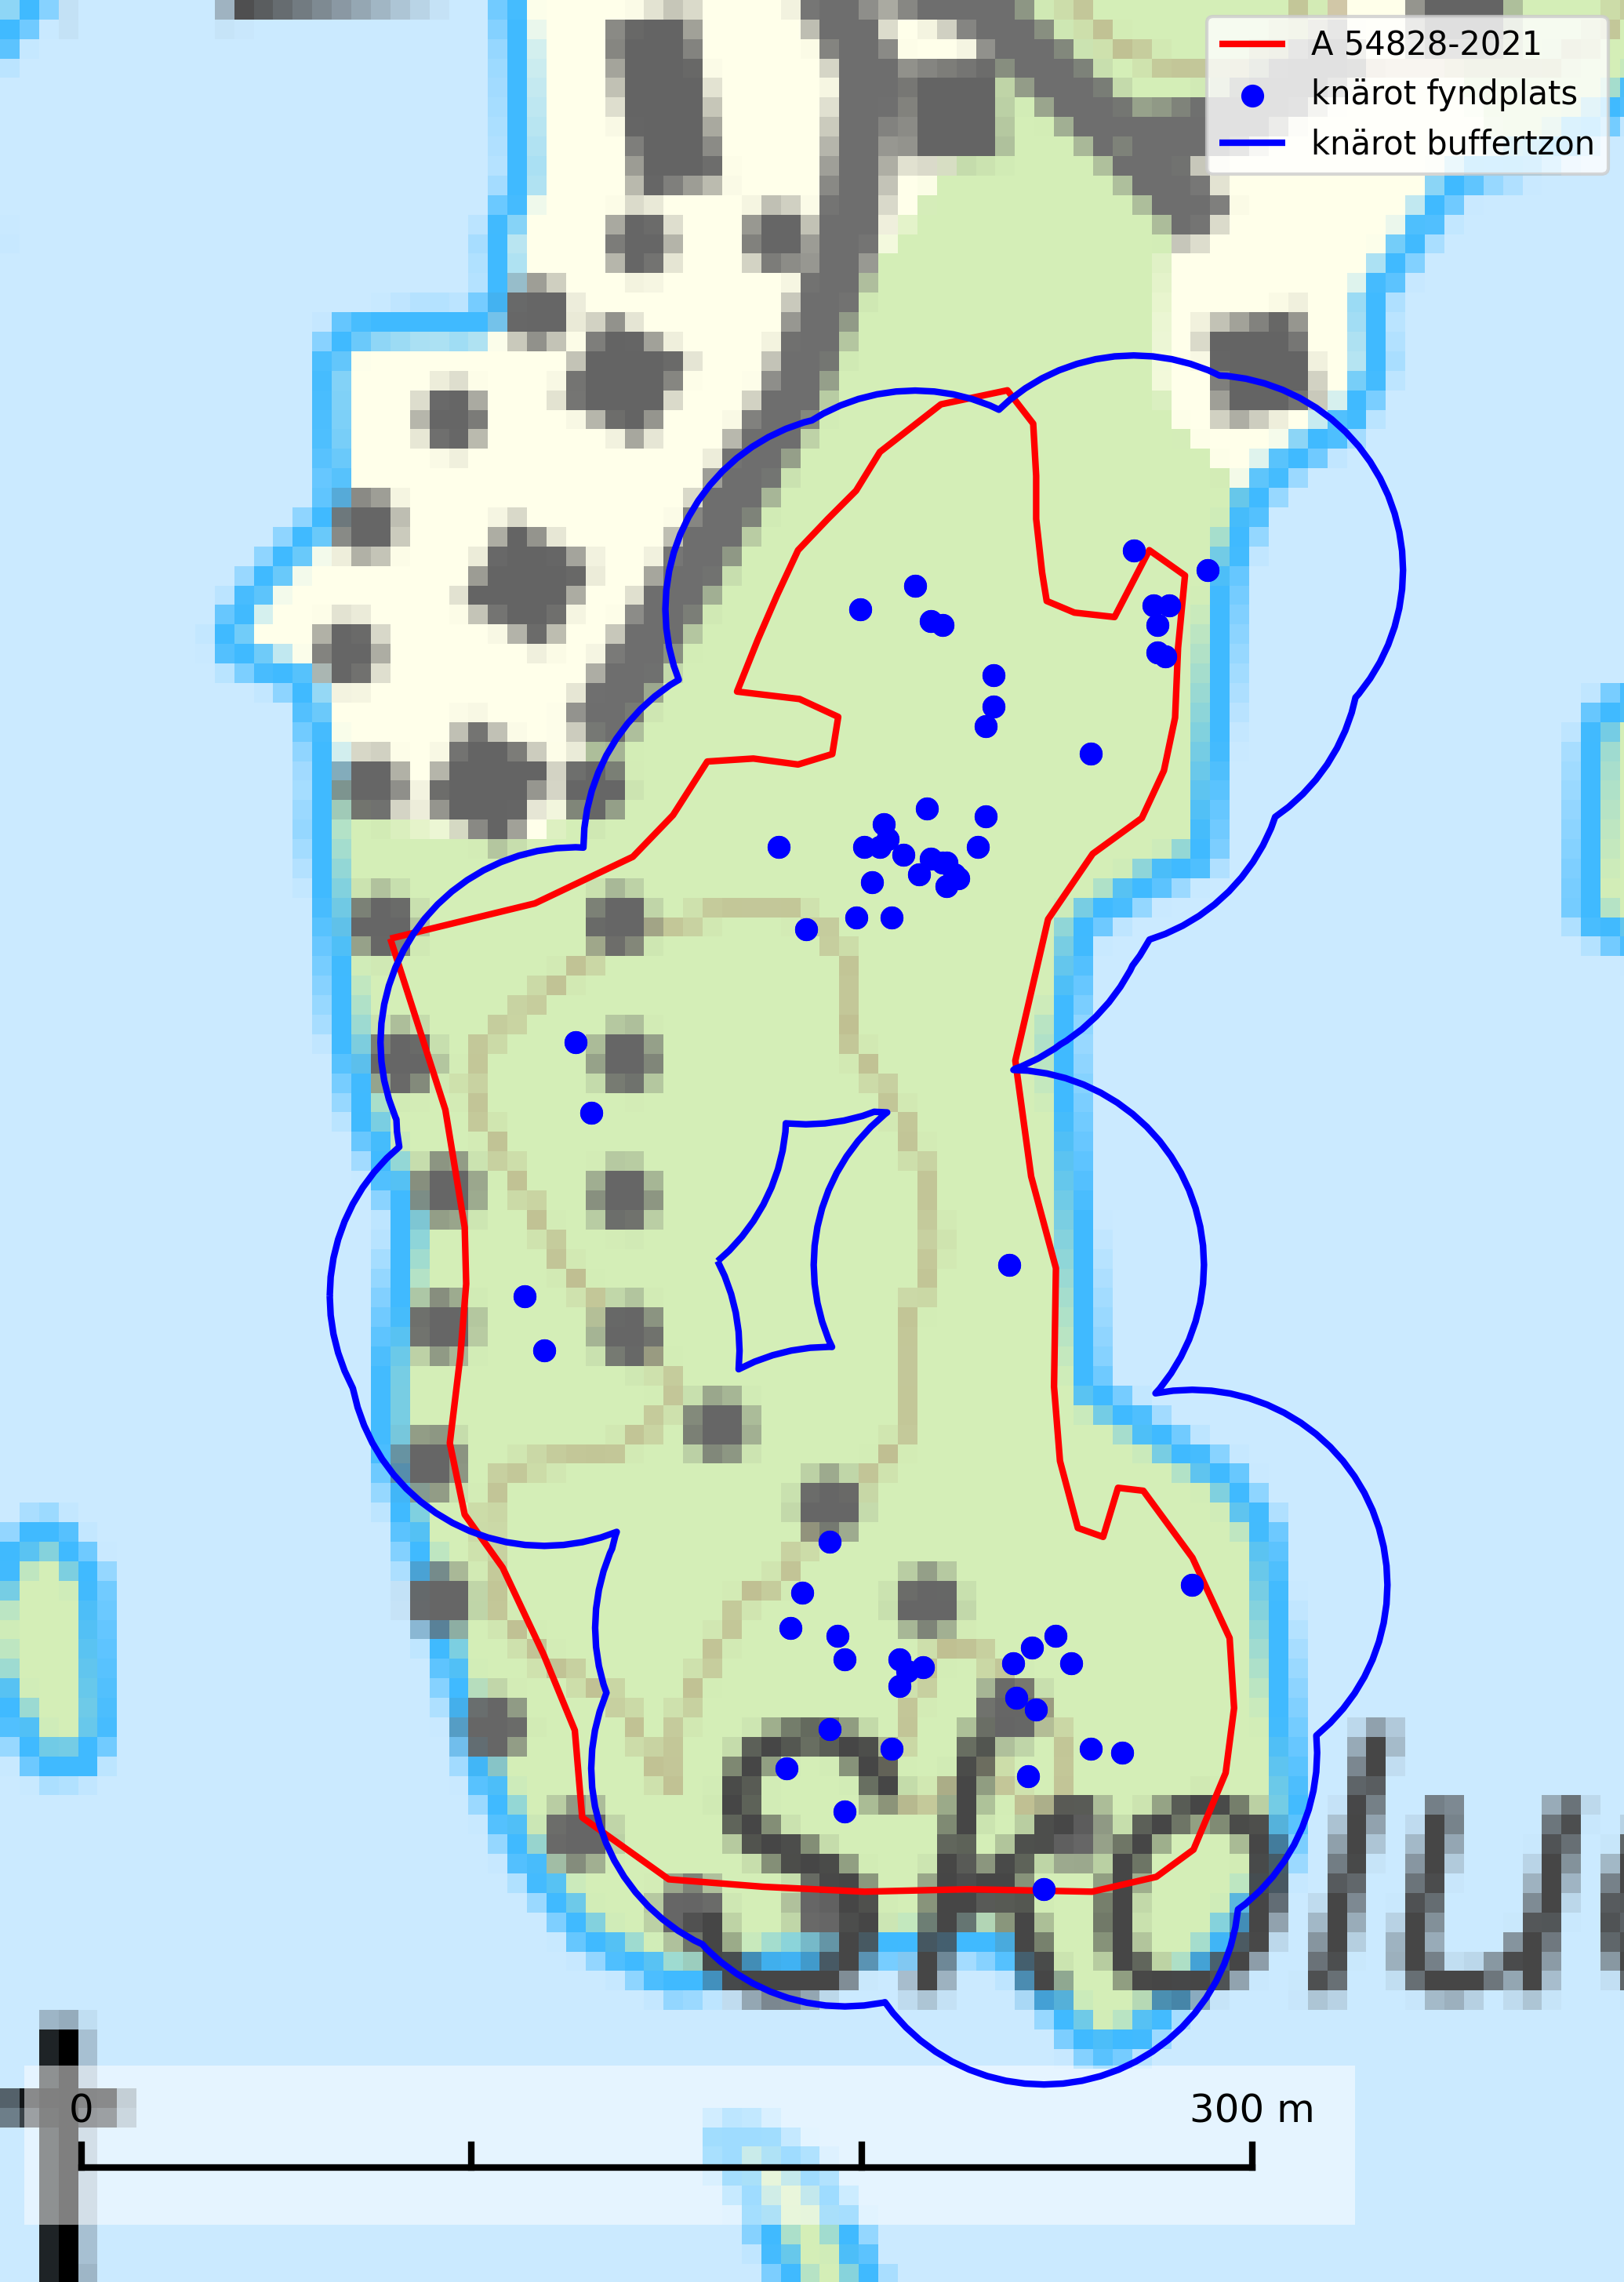 A 54828-2021
knärot fyndplats
knärot buffertzon
0
300 m